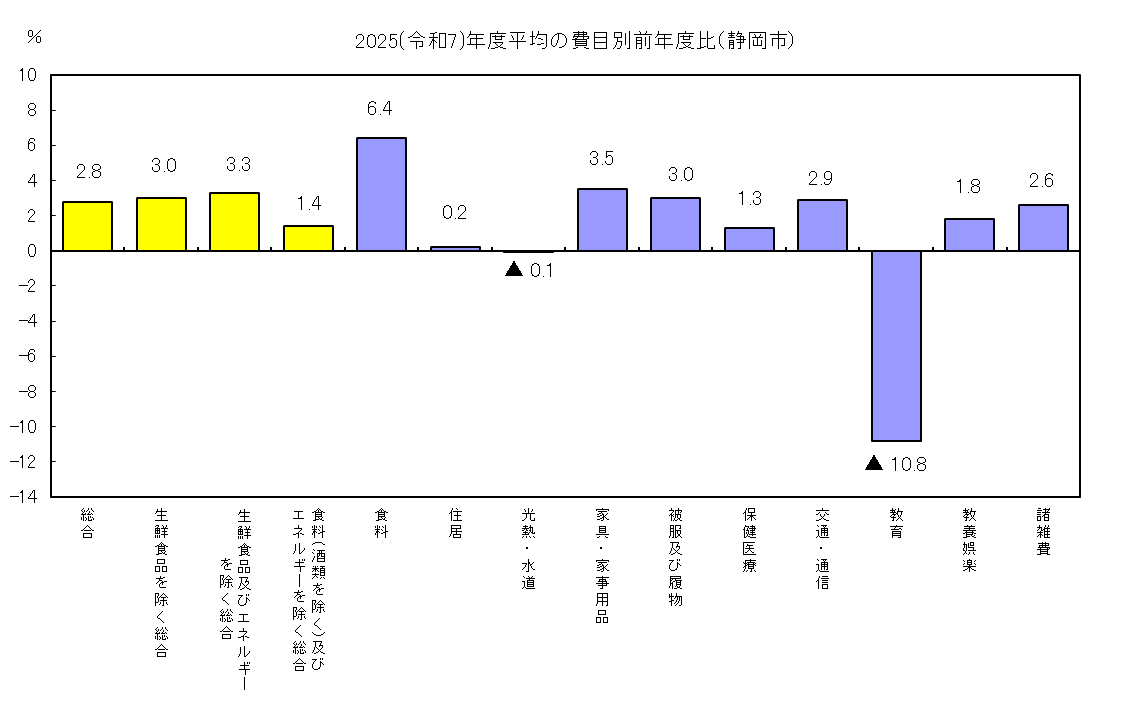 %
2025(令和7)年度平均の費目別前年度比(静岡市)
10
8
6
4
2
0
-2
-4
-6
-8
-10
-12
-14
2.8
3.0
3.3
1.4
6.4
0.2
▲ 0.1
3.5
3.0
1.3
2.9
▲ 10.8
1.8
2.6
総合
生鮮食品を除く総合
生鮮食品及びエネルギー
を除く総合
食料(酒類を除く)及び
エネルギーを除く総合
食料
住居
光熱・水道
家具・家事用品
被服及び履物
保健医療
交通・通信
教育
教養娯楽
諸雑費